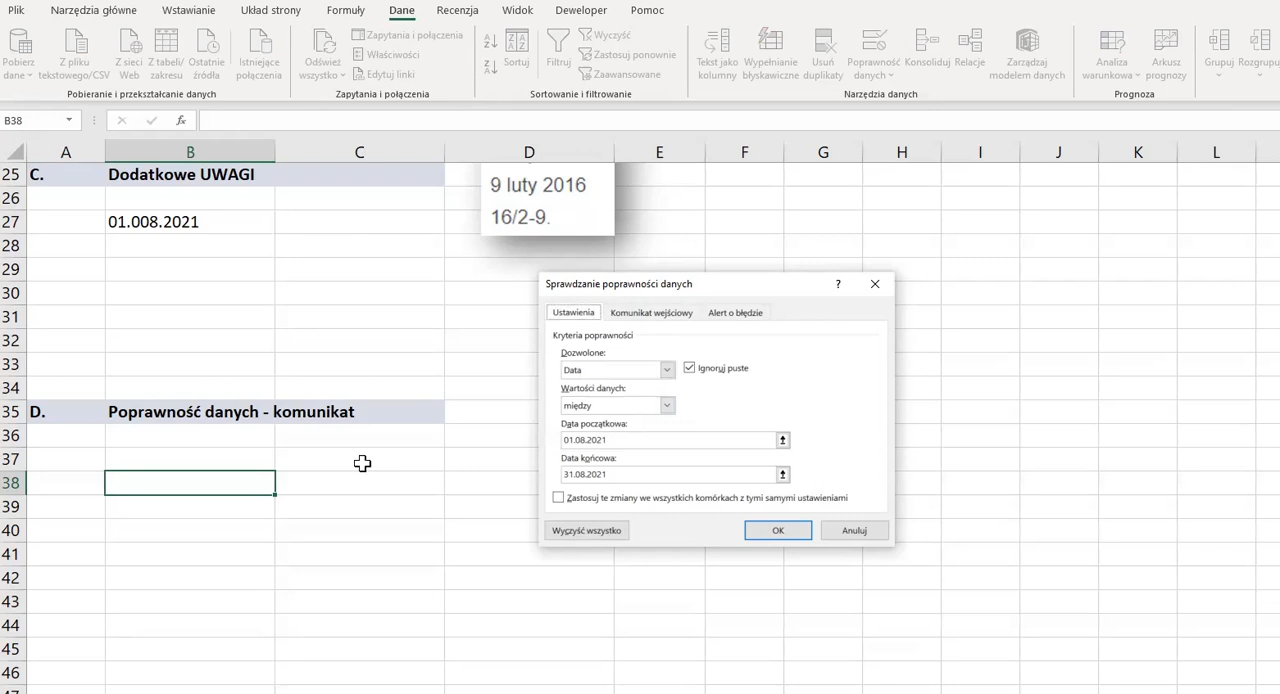 Plik Narzędzia główne Wstawianie Układ strony Formuły Dane Recenzja Widok Deweloper Pomoc
Pobierz dane
Z pliku tekstowego/CSV
Z sieci Web
Z tabeli/ zakresu
Ostatnie źródła
Istniejące połączenia
Pobieranie i przekształcanie danych
Odśwież wszystko
Zapytania i połączenia
Właściwości
Edytuj linki
Zapytania i połączenia
Sortuj
Filtruj
Wyczyść
Zastosuj ponownie
Zaawansowane
Sortowanie i filtrowanie
Tekst jako kolumny
Wypełnianie błyskawiczne
Usuń duplikaty
Poprawność danych
Konsoliduj
Relacje
Zarządzaj modelem danych
Narzędzia danych
Analiza warunkowa
Arkusz prognozy
Prognoza
Grupuj
Rozgrupuj
B38 fx
A B C D E F G H I J K L
25 C. Dodatkowe UWAGI
9 luty 2016
26
16/2-9.
27 01.008.2021
28
29
30
31
32
33
34
35 D. Poprawność danych - komunikat
36
37
38
39
40
41
42
43
44
45
46
Sprawdzanie poprawności danych ?
Ustawienia Komunikat wejściowy Alert o błędzie
Kryteria poprawności
Dozwolone:
Data Ignoruj puste
Wartości danych:
między
Data początkowa:
01.08.2021
Data końcowa:
31.08.2021
Zastosuj te zmiany we wszystkich komórkach z tymi samymi ustawieniami
Wyczyść wszystko OK Anuluj